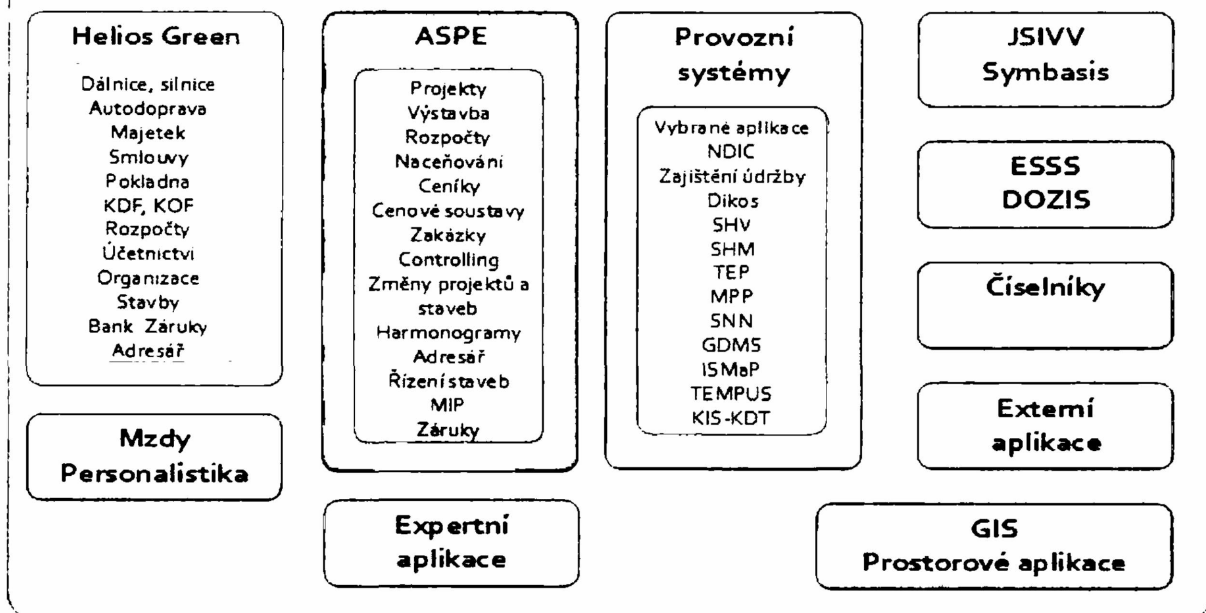 Helios Green
Dálnice, silnice
Autodoprava
Majetek
Smlouvy
Pokladna
KDF, KOF
Rozpočty
Účetnictví
Organizace
Stavby
Bank Záruky
Adresář
Mzdy
Personalistika
ASPE
Projekty
Výstavba
Rozpočty
Naceňování
Ceníky
Cenové soustavy
Zakázky
Controlling
Změny projektů a
staveb
Harmonogramy
Adresář
Řízení staveb
MIP
Záruky
Expertní
aplikace
Provozní
systémy
Vybrané aplikace
NDIC
Zajištění údržby
Dikos
SHV
SHM
TEP
MPP
SNN
GDMS
ISMaP
TEMPUS
KIS-KDT
JSIVV
Symbasis
ESSS
DOZIS
Číselníky
Externí
aplikace
GIS
Prostorové aplikace